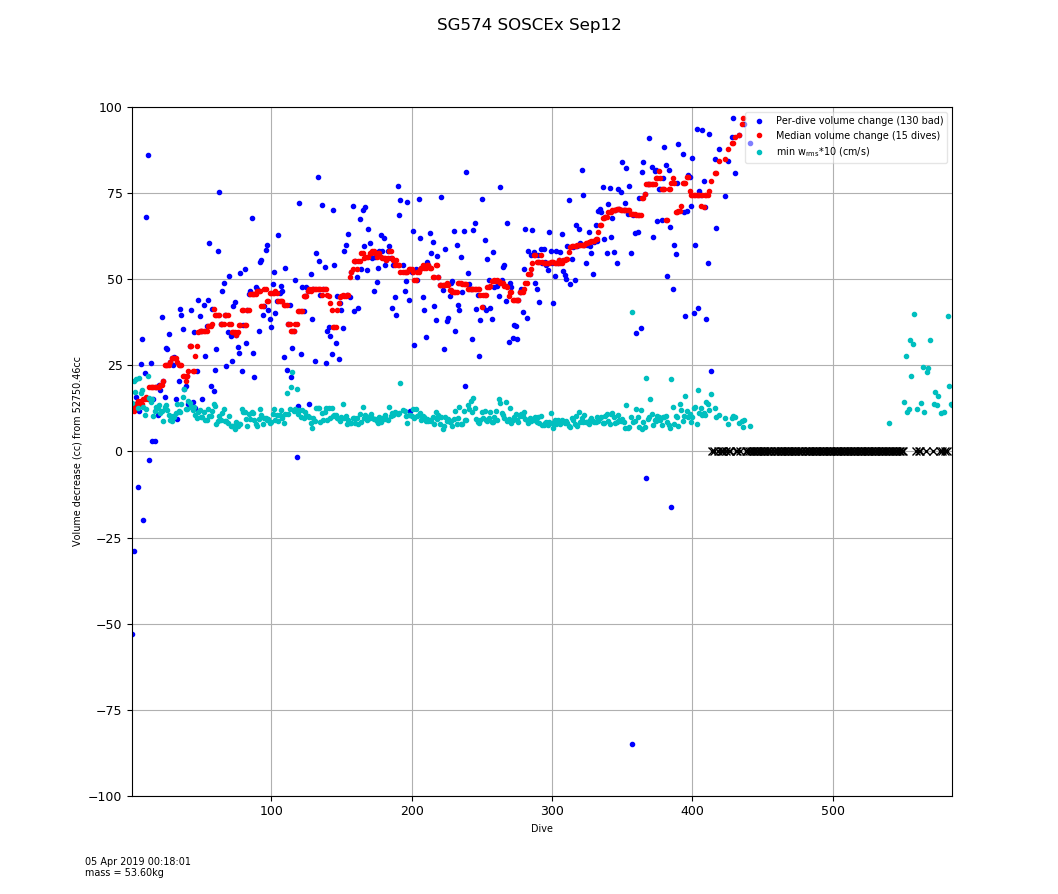 SG574 SOSCEx Sep12
Per-dive volume change (130 bad)
Median volume change (15 dives)
min w_rms*10 (cm/s)
100
75
50
25
0
−25
−50
−75
−100
Volume decrease (cc) from 52750.46cc
100
200
300
400
500
Dive
05 Apr 2019 00:18:01
mass = 53.60kg